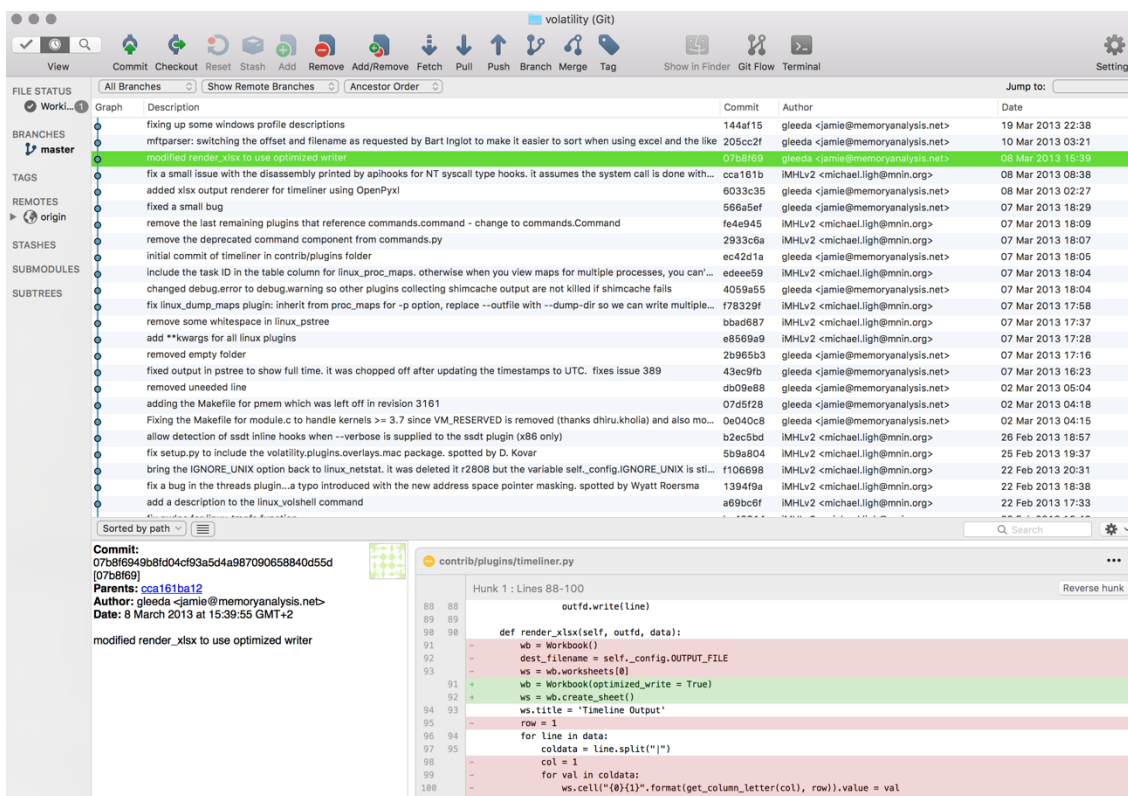 volatility (Git)
View Commit Checkout Reset Stash Add Remove Add/Remove Fetch Pull Push Branch Merge Tag Show in Finder Git Flow Terminal Setting
FILE STATUS
Worki... 1
BRANCHES
master
TAGS
REMOTES
origin
STASHES
SUBMODULES
SUBTREES
All Branches Show Remote Branches Ancestor Order Jump to:
Graph Description Commit Author Date
fixing up some windows profile descriptions 144af15 gleeda <jamie@memoryanalysis.net> 19 Mar 2013 22:38
mftparser: switching the offset and filename as requested by Bart Inglot to make it easier to sort when using excel and the like 205cc2f gleeda <jamie@memoryanalysis.net> 10 Mar 2013 03:21
modified render_xlsx to use optimized writer 07b8f69 gleeda <jamie@memoryanalysis.net> 08 Mar 2013 15:39
fix a small issue with the disassembly printed by apihooks for NT syscall type hooks. it assumes the system call is done with... cca161b iMHLv2 <michael.ligh@mnin.org> 08 Mar 2013 08:38
added xlsx output renderer for timeliner using OpenPyxl 6033c35 gleeda <jamie@memoryanalysis.net> 08 Mar 2013 02:27
fixed a small bug 566a5ef gleeda <jamie@memoryanalysis.net> 07 Mar 2013 18:29
remove the last remaining plugins that reference commands.command - change to commands.Command fe4e945 iMHLv2 <michael.ligh@mnin.org> 07 Mar 2013 18:09
remove the deprecated command component from commands.py 2933c6a iMHLv2 <michael.ligh@mnin.org> 07 Mar 2013 18:07
initial commit of timeliner in contrib/plugins folder ec42d1a gleeda <jamie@memoryanalysis.net> 07 Mar 2013 18:05
include the task ID in the table column for linux_proc_maps. otherwise when you view maps for multiple processes, you can'... edeee59 iMHLv2 <michael.ligh@mnin.org> 07 Mar 2013 18:04
changed debug.error to debug.warning so other plugins collecting shimcache output are not killed if shimcache fails 4059a55 gleeda <jamie@memoryanalysis.net> 07 Mar 2013 18:04
fix linux_dump_maps plugin: inherit from proc_maps for -p option, replace --outfile with --dump-dir so we can write multiple... f78329f iMHLv2 <michael.ligh@mnin.org> 07 Mar 2013 17:58
remove some whitespace in linux_pstree bbad687 iMHLv2 <michael.ligh@mnin.org> 07 Mar 2013 17:37
add **kwargs for all linux plugins e8569a9 iMHLv2 <michael.ligh@mnin.org> 07 Mar 2013 17:28
removed empty folder 2b965b3 gleeda <jamie@memoryanalysis.net> 07 Mar 2013 17:16
fixed output in pstree to show full time. it was chopped off after updating the timestamps to UTC. fixes issue 389 43ec9fb gleeda <jamie@memoryanalysis.net> 07 Mar 2013 16:23
removed uneeded line db09e88 gleeda <jamie@memoryanalysis.net> 02 Mar 2013 05:04
adding the Makefile for pmem which was left off in revision 3161 07d5f28 gleeda <jamie@memoryanalysis.net> 02 Mar 2013 04:18
Fixing the Makefile for module.c to handle kernels >= 3.7 since VM_RESERVED is removed (thanks dhiru.kholia) and also mo... 0e040c8 gleeda <jamie@memoryanalysis.net> 02 Mar 2013 04:15
allow detection of ssdt inline hooks when --verbose is supplied to the ssdt plugin (x86 only) b2ec5bd iMHLv2 <michael.ligh@mnin.org> 26 Feb 2013 18:57
fix setup.py to include the volatility.plugins.overlays.mac package. spotted by D. Kovar 5b9a804 iMHLv2 <michael.ligh@mnin.org> 25 Feb 2013 19:37
bring the IGNORE_UNIX option back to linux_netstat. it was deleted it r2808 but the variable self._config.IGNORE_UNIX is sti... f106698 iMHLv2 <michael.ligh@mnin.org> 22 Feb 2013 20:31
fix a bug in the threads plugin...a typo introduced with the new address space pointer masking. spotted by Wyatt Roersma 1394f9a iMHLv2 <michael.ligh@mnin.org> 22 Feb 2013 18:38
add a description to the linux_volshell command a69bc6f iMHLv2 <michael.ligh@mnin.org> 22 Feb 2013 17:33
Sorted by path Search
Commit:
07b8f6949b8fd04cf93a5d4a987090658840d55d
[07b8f69]
Parents: cca161ba12
Author: gleeda <jamie@memoryanalysis.net>
Date: 8 March 2013 at 15:39:55 GMT+2
modified render_xlsx to use optimized writer
contrib/plugins/timeliner.py
Hunk 1 : Lines 88-100 Reverse hunk
88 88 outfd.write(line)
89 89
90 90 def render_xlsx(self, outfd, data):
91 - wb = Workbook()
92 - dest_filename = self._config.OUTPUT_FILE
93 - ws = wb.worksheets[0]
91 + wb = Workbook(optimized_write = True)
92 + ws = wb.create_sheet()
94 93 ws.title = 'Timeline Output'
95 - row = 1
96 94 for line in data:
97 95 coldata = line.split("|")
98 - col = 1
99 - for val in coldata:
100 - ws.cell("{0}{1}".format(get_column_letter(col), row)).value = val